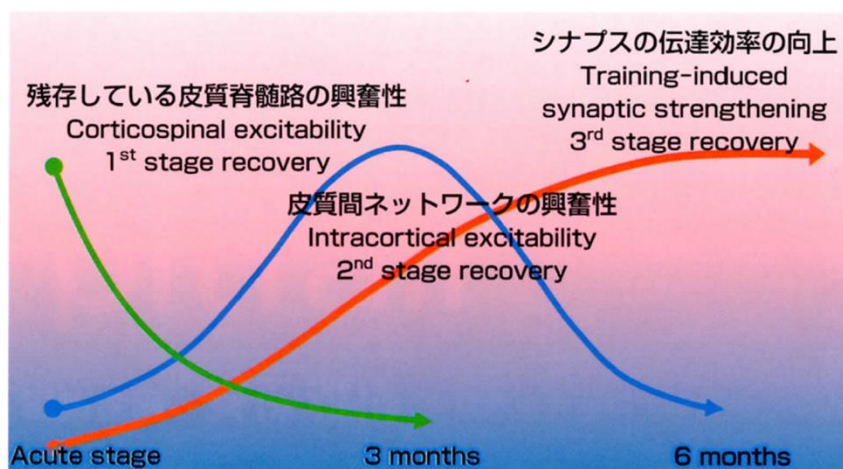 残存している皮質脊髄路の興奮性
Corticospinal excitability
1st stage recovery
皮質間ネットワークの興奮性
Intracortical excitability
2nd stage recovery
シナプスの伝達効率の向上
Training-induced
synaptic strengthening
3rd stage recovery
Acute stage
3 months
6 months